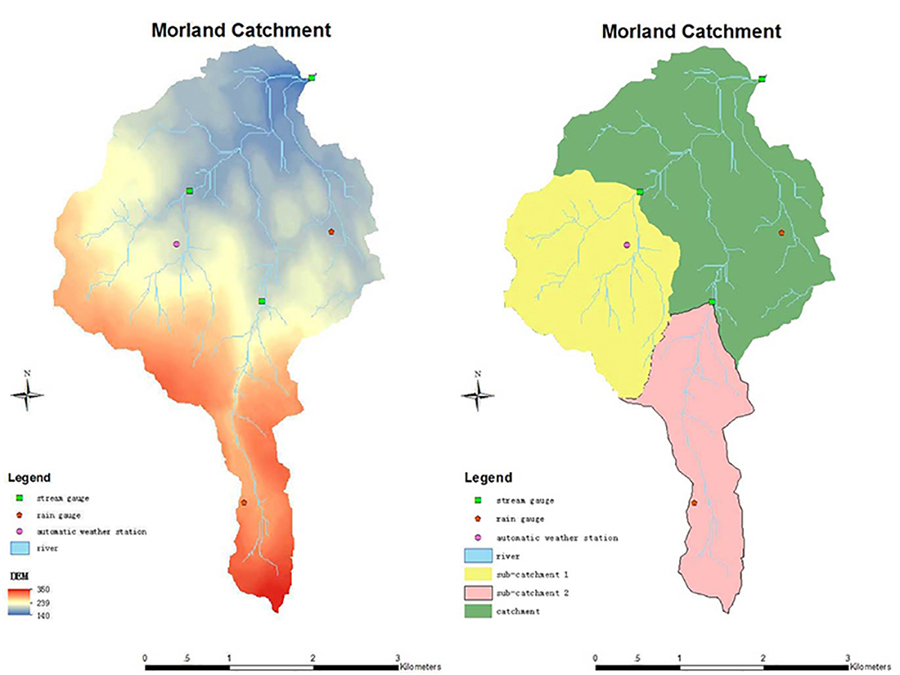 Morland Catchment
N
Legend
stream gauge
rain gauge
automatic weather station
river
DEM
350
239
140
0 .5 1 2 3
Kilometers
Morland Catchment
N
Legend
stream gauge
rain gauge
automatic weather station
river
sub-catchment 1
sub-catchment 2
catchment
0 .5 1 2 3
Kilometers